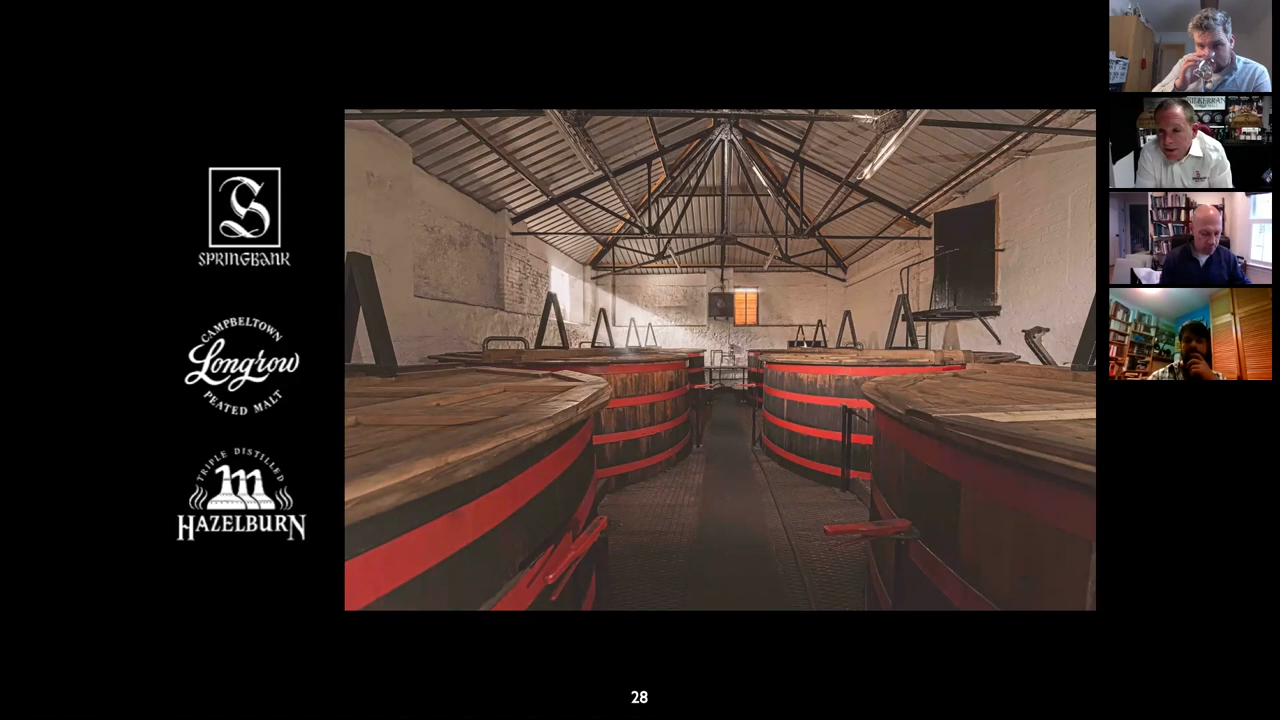 SPRINGBANK
CAMPBELTOWN
Longrow
PEATED MALT
TRIPLE DISTILLED
HAZELBURN
28